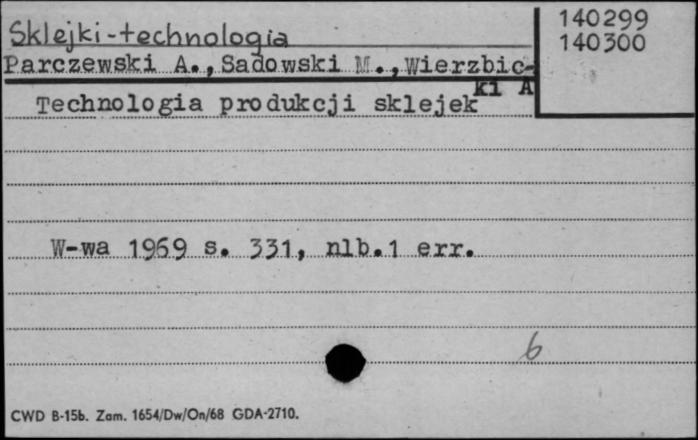 Sklejki-technologia
140299
140300
Parczewski A., Sadowski M., Wierzbic-
ki A
Technologia produkcji sklejek
W-wa 1969 s. 331, nlb.1 err.
6
CWD B-15b. Zam. 1654/Dw/On/68 GDA-2710.